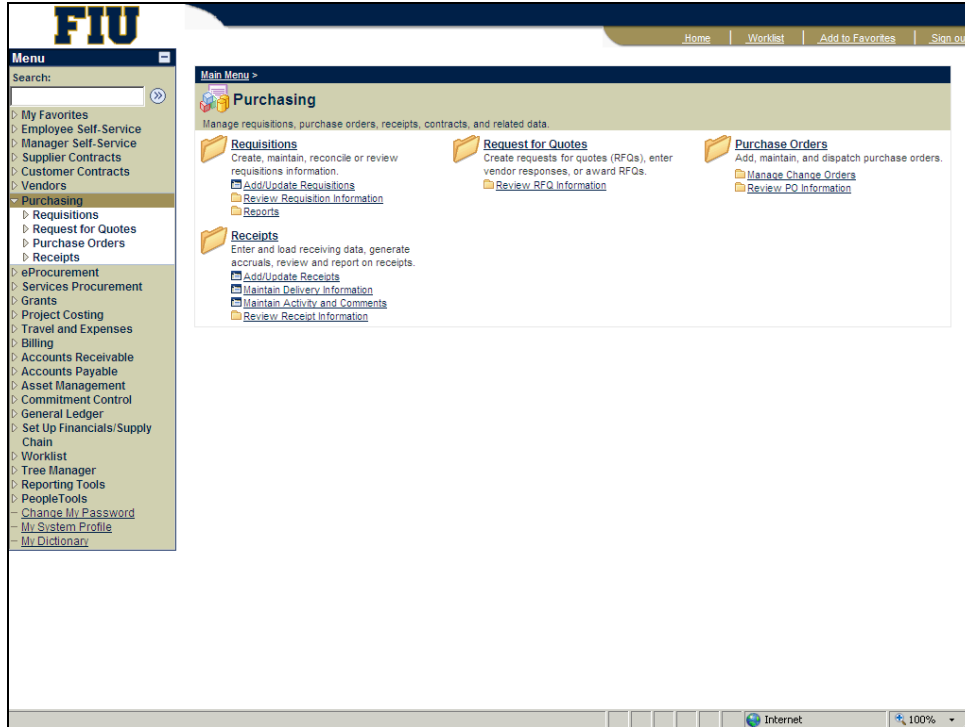 FIU
Home
Worklist
Add to Favorites
Sign ou
Menu
Search:
My Favorites
Employee Self-Service
Manager Self-Service
Supplier Contracts
Customer Contracts
Vendors
Purchasing
Requisitions
Request for Quotes
Purchase Orders
Receipts
eProcurement
Services Procurement
Grants
Project Costing
Travel and Expenses
Billing
Accounts Receivable
Accounts Payable
Asset Management
Commitment Control
General Ledger
Set Up Financials/Supply
Chain
Worklist
Tree Manager
Reporting Tools
PeopleTools
Change My Password
My System Profile
My Dictionary
Main Menu >
Purchasing
Manage requisitions, purchase orders, receipts, contracts, and related data.
Requisitions
Create, maintain, reconcile or review
requisitions information.
Add/Update Requisitions
Review Requisition Information
Reports
Request for Quotes
Create requests for quotes (RFQs), enter
vendor responses, or award RFQs.
Review RFQ Information
Purchase Orders
Add, maintain, and dispatch purchase orders.
Manage Change Orders
Review PO Information
Receipts
Enter and load receiving data, generate
accruals, review and report on receipts.
Add/Update Receipts
Maintain Delivery Information
Maintain Activity and Comments
Review Receipt Information
Internet
100%